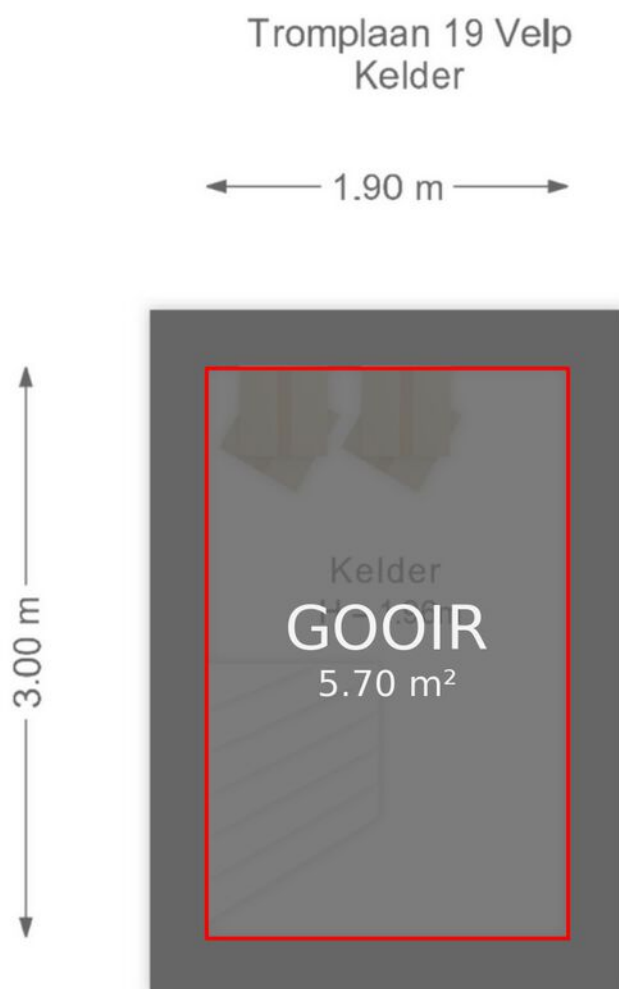 Tromplaan 19 Velp
Kelder
1.90 m
3.00 m
Kelder
GOOIR
5.70 m²